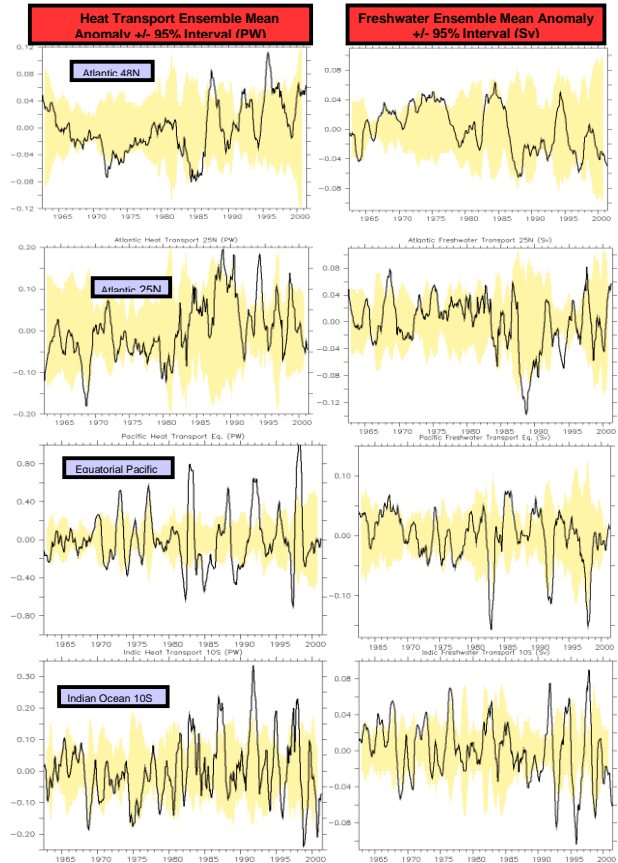 Heat Transport Ensemble Mean
Anomaly +/- 95% Interval (PW)
Freshwater Ensemble Mean Anomaly
+/- 95% Interval (Sv)
Atlantic 48N
0.12
0.08
0.04
0.00
-0.04
-0.08
-0.12
1965 1970 1975 1980 1985 1990 1995 2000
0.08
0.04
0.00
-0.04
-0.08
1965 1970 1975 1980 1985 1990 1995 2000
Atlantic Heat Transport 25N (PW)
Atlantic Freshwater Transport 25N (Sv)
Atlantic 25N
0.20
0.10
0.00
-0.10
-0.20
1965 1970 1975 1980 1985 1990 1995 2000
0.08
0.04
0.00
-0.04
-0.08
-0.12
1965 1970 1975 1980 1985 1990 1995 2000
Pacific Heat Transport Eq. (PW)
Pacific Freshwater Transport Eq. (Sv)
Equatorial Pacific
0.80
0.40
0.00
-0.40
-0.80
1965 1970 1975 1980 1985 1990 1995 2000
0.10
0.00
-0.10
1965 1970 1975 1980 1985 1990 1995 2000
Indic Heat Transport 10S (PW)
Indic Freshwater Transport 10S (Sv)
Indian Ocean 10S
0.30
0.20
0.10
0.00
-0.10
-0.20
1965 1970 1975 1980 1985 1990 1995 2000
0.08
0.04
0.00
-0.04
-0.08
1965 1970 1975 1980 1985 1990 1995 2000